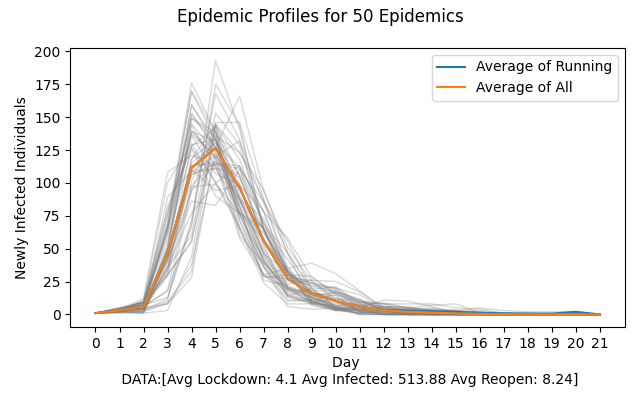 Epidemic Profiles for 50 Epidemics
Newly Infected Individuals
200
175
150
125
100
75
50
25
0
Average of Running
Average of All
0 1 2 3 4 5 6 7 8 9 10 11 12 13 14 15 16 17 18 19 20 21
Day
DATA:[Avg Lockdown: 4.1 Avg Infected: 513.88 Avg Reopen: 8.24]